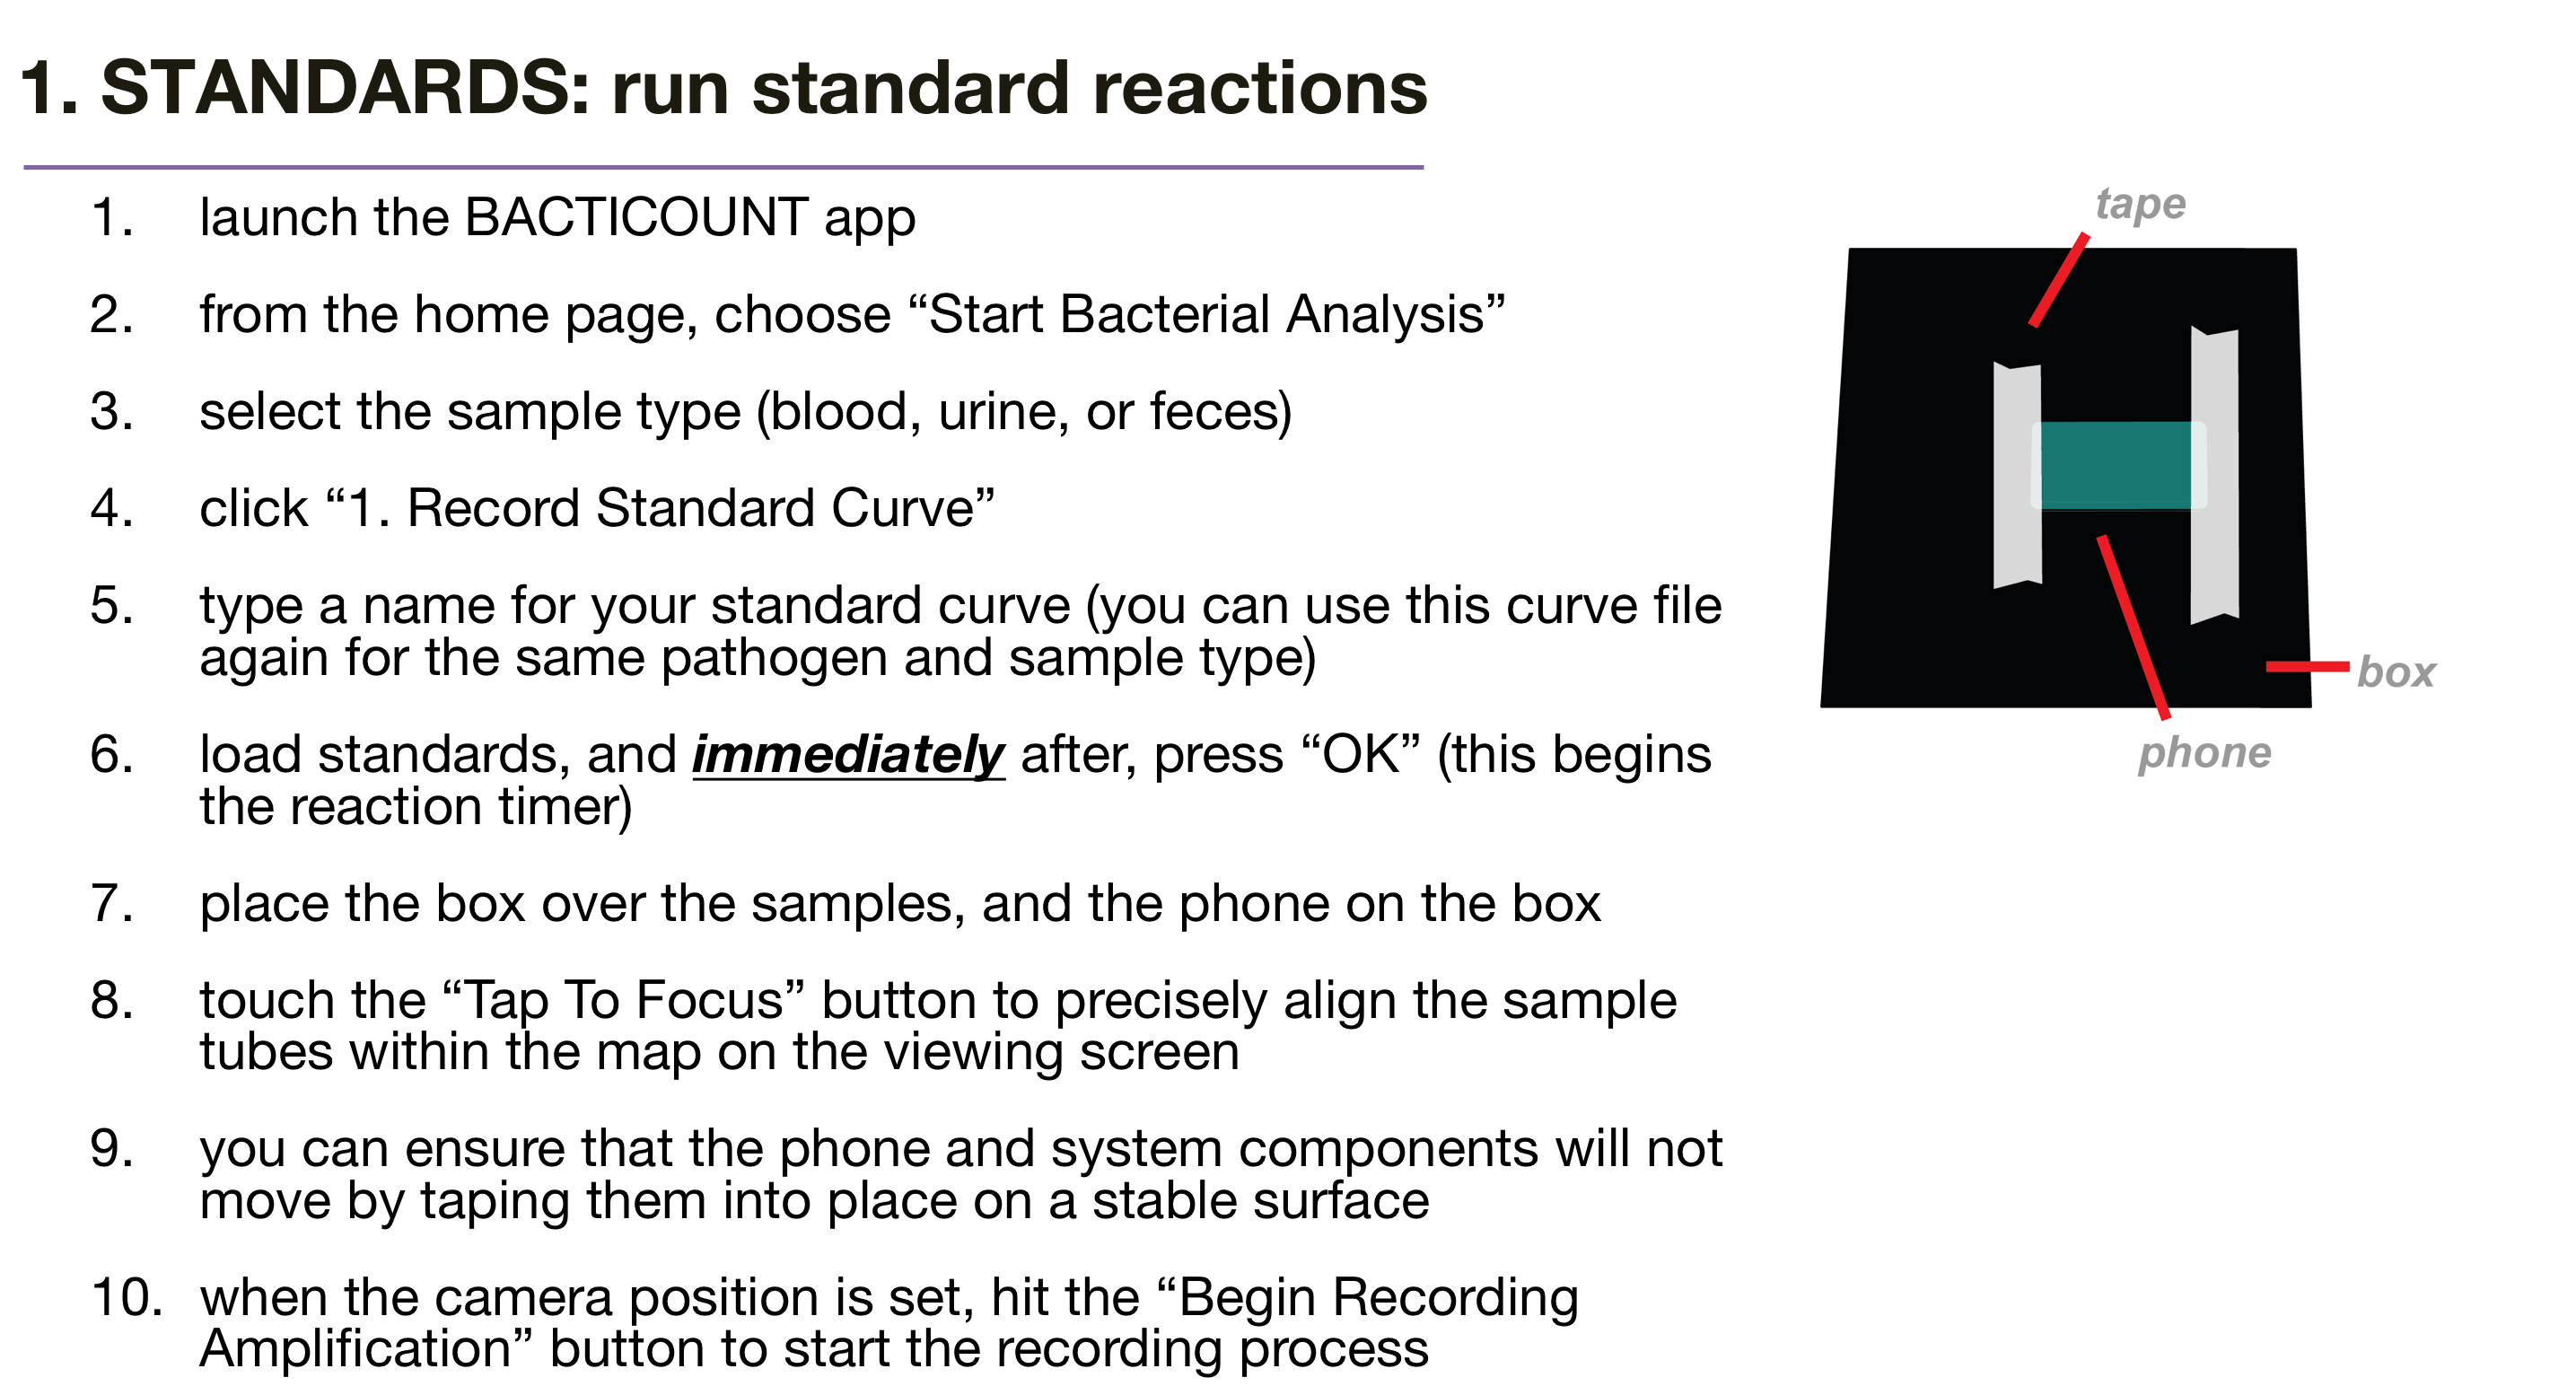 1. STANDARDS: run standard reactions
1. launch the BACTICOUNT app
2. from the home page, choose “Start Bacterial Analysis”
3. select the sample type (blood, urine, or feces)
4. click “1. Record Standard Curve”
5. type a name for your standard curve (you can use this curve file
again for the same pathogen and sample type)
6. load standards, and immediately after, press “OK” (this begins
the reaction timer)
7. place the box over the samples, and the phone on the box
8. touch the “Tap To Focus” button to precisely align the sample
tubes within the map on the viewing screen
9. you can ensure that the phone and system components will not
move by taping them into place on a stable surface
10. when the camera position is set, hit the “Begin Recording
Amplification” button to start the recording process
tape
box
phone